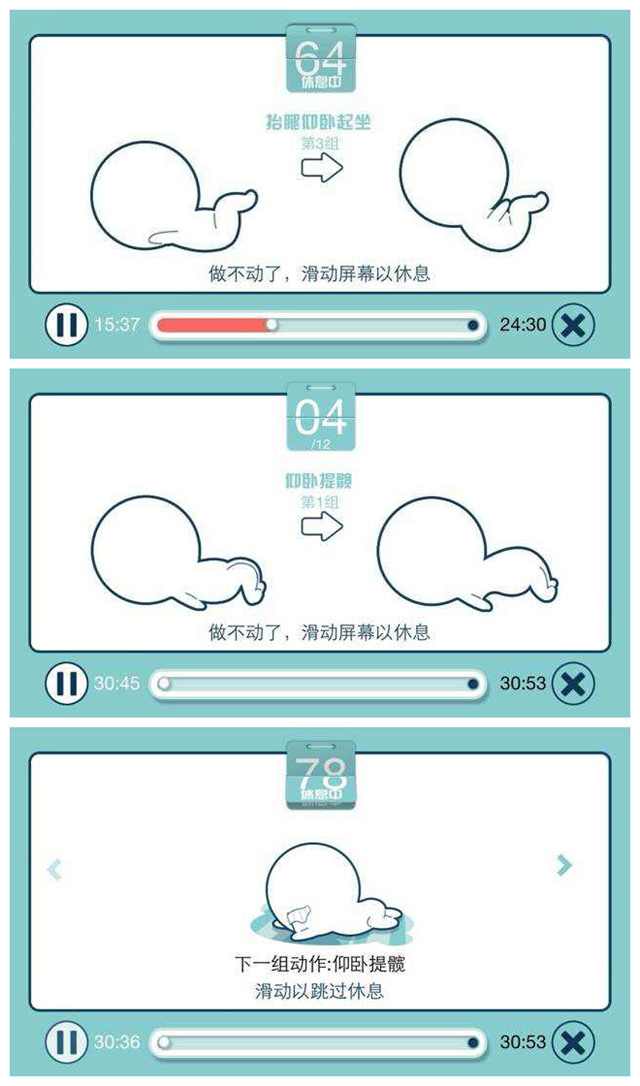 64
休息中
抬腿仰卧起坐
第3组
做不动了，滑动屏幕以休息
15:37
24:30
04
/12
仰卧提髋
第1组
做不动了，滑动屏幕以休息
30:45
30:53
78
休息中
下一组动作:仰卧提髋
滑动以跳过休息
30:36
30:53